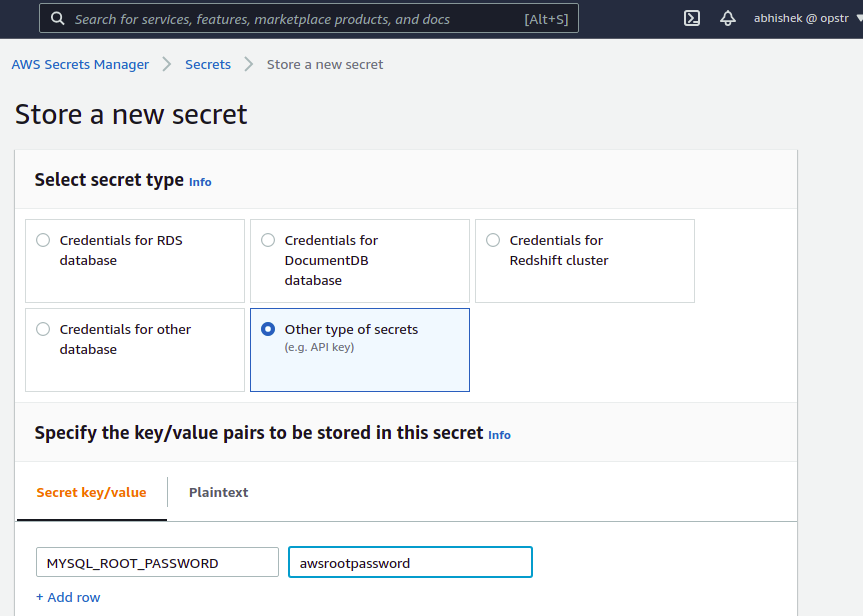 Search for services, features, marketplace products, and docs [Alt+S] abhishek @ opstr
AWS Secrets Manager Secrets Store a new secret
Store a new secret
Select secret type Info
Credentials for RDS
database
Credentials for
DocumentDB
database
Credentials for
Redshift cluster
Credentials for other
database
Other type of secrets
(e.g. API key)
Specify the key/value pairs to be stored in this secret Info
Secret key/value Plaintext
MYSQL_ROOT_PASSWORD awsrootpassword
+ Add row